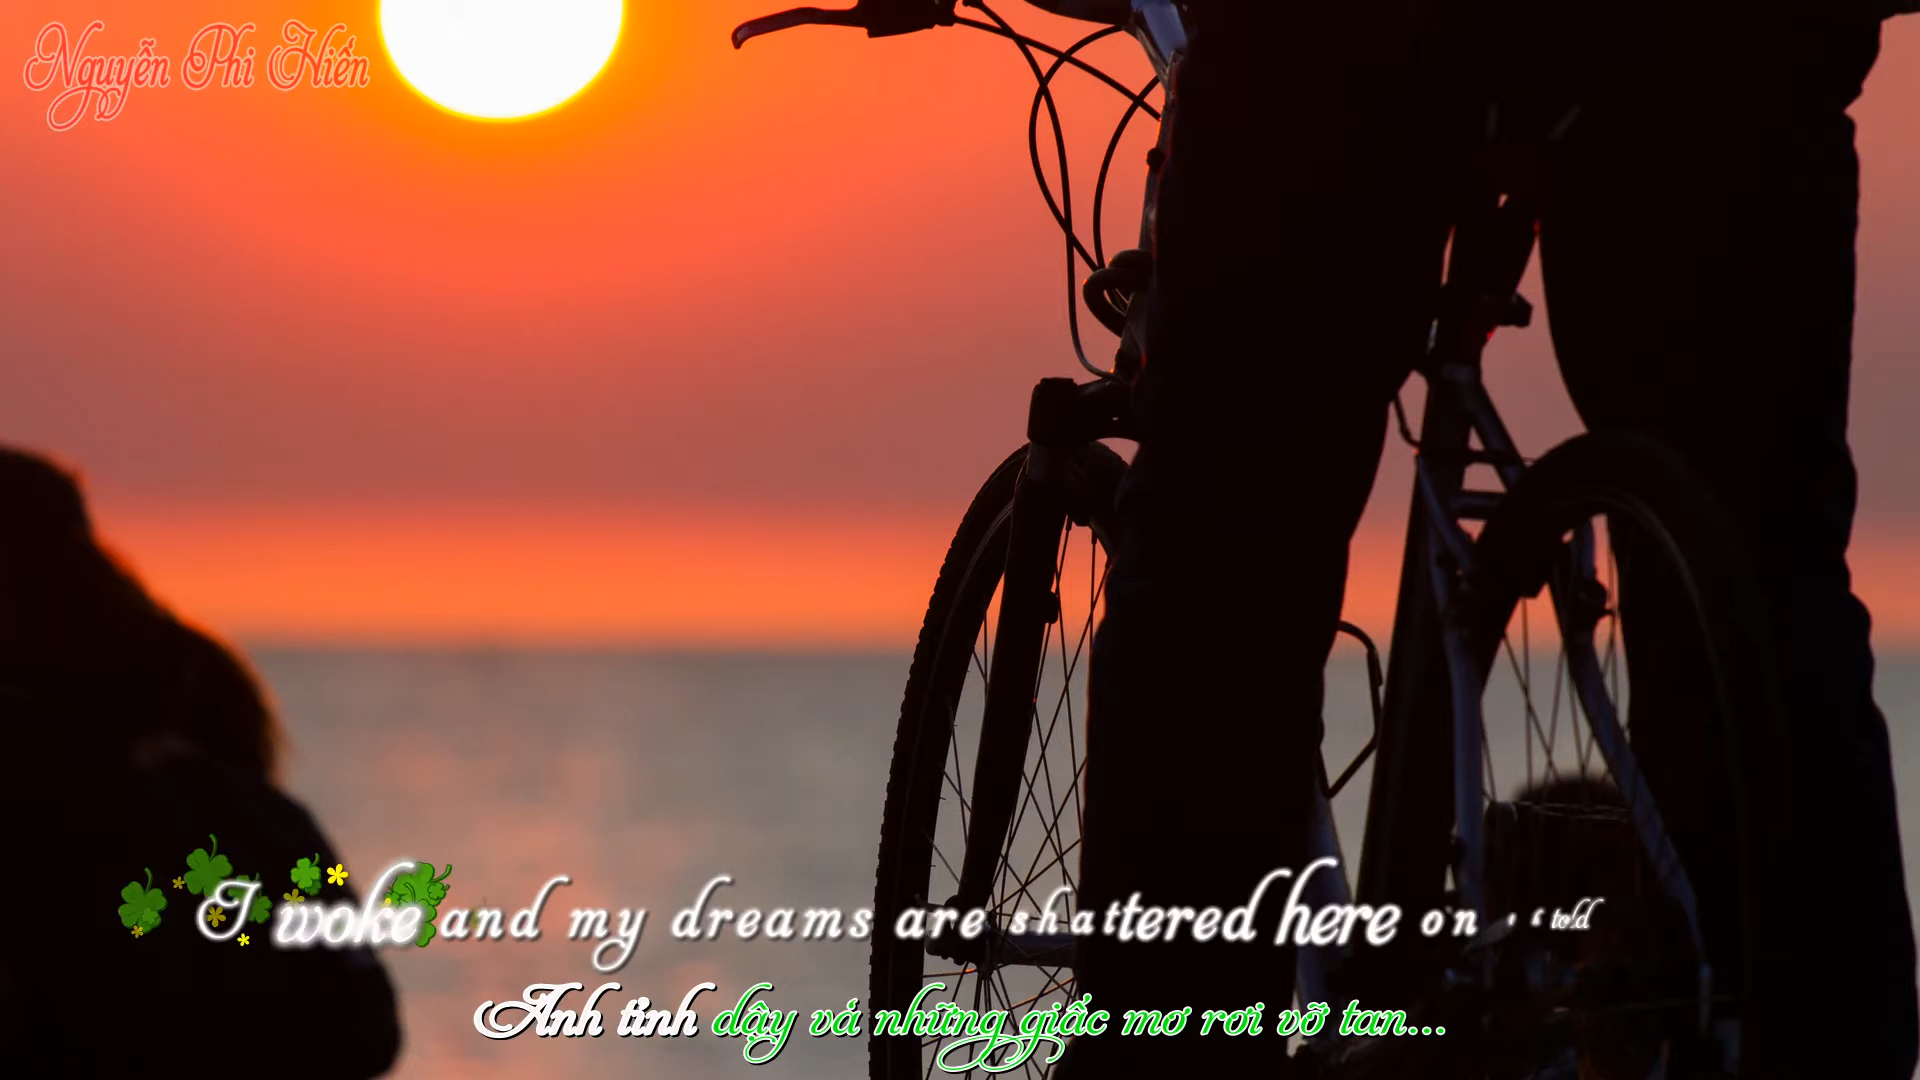 Nguyễn Phi Hiến
I woke and my dreams are shattered here on told
Anh tỉnh dậy và những giấc mơ rơi vỡ tan...